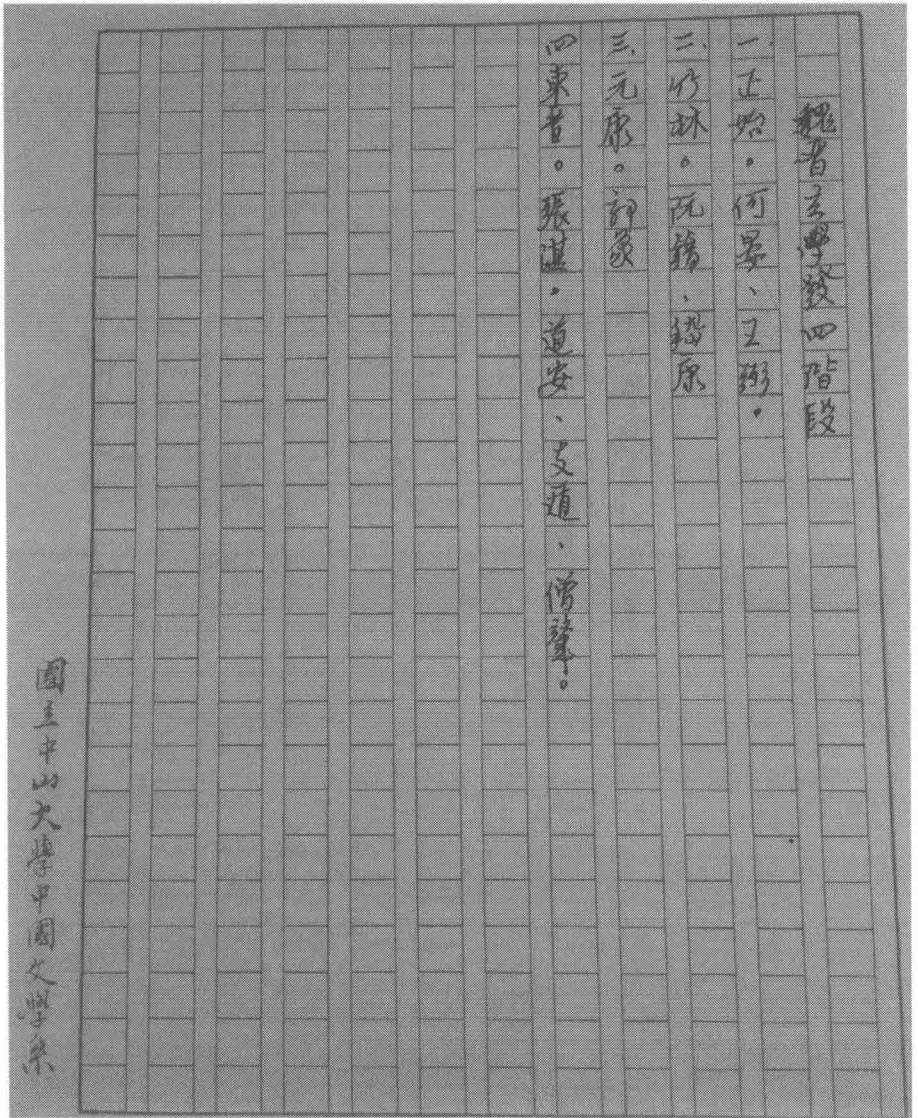 魏晉玄學發四階段
一、正始。何晏、王弼。
二、竹林。阮籍、嵇康
三、元康。郭象
四東晉。張湛。道安、支遁、僧肇。
國立中山大學中國文學系